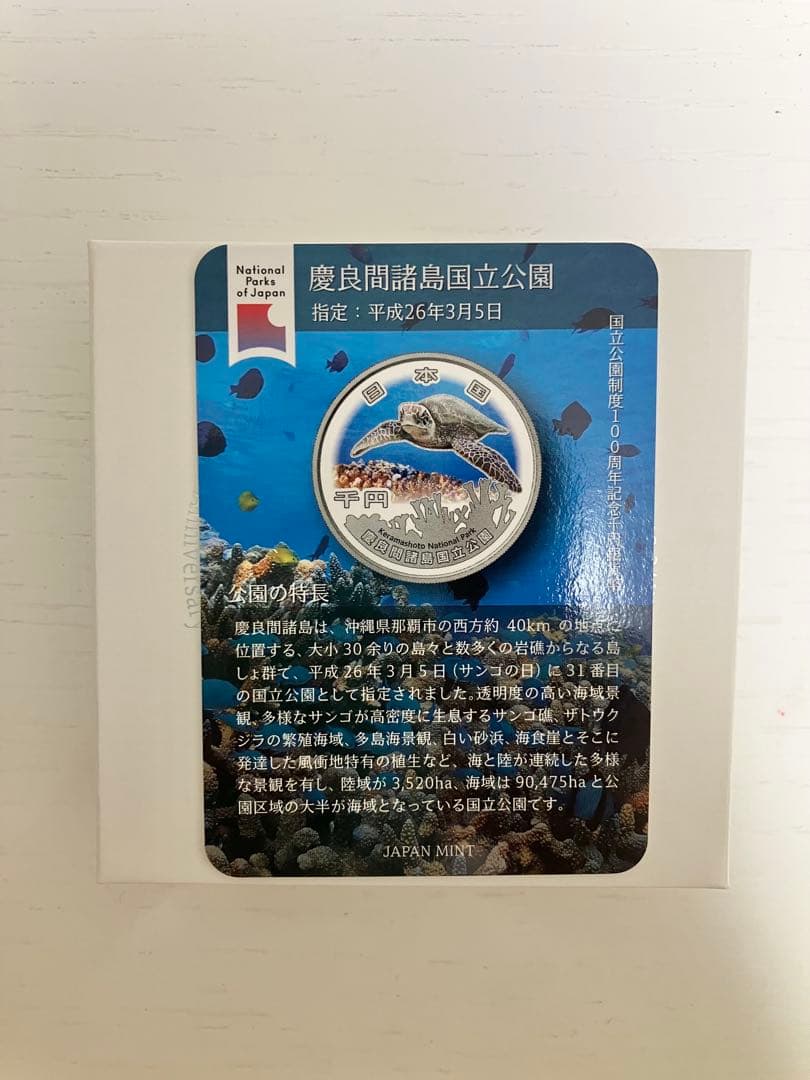 National
Parks
of Japan
慶良間諸島国立公園
指定：平成26年3月5日
国立公園制度100周年記念千円
日本国
千円
Keramashoto National Park
慶良間諸島国立公園
nniversary
公園の特長
慶良間諸島は、沖縄県那覇市の西方約 40km の地点に
位置する、大小 30 余りの島々と数多くの岩礁からなる島
しょ群で、平成 26 年 3 月 5 日（サンゴの日）に 31 番目
の国立公園として指定されました。透明度の高い海域景
観、多様なサンゴが高密度に生息するサンゴ礁、ザトウク
ジラの繁殖海域、多島海景観、白い砂浜、海食崖とそこに
発達した風衝地特有の植生など、海と陸が連続した多様
な景観を有し、陸域が 3,520ha、海域は 90,475ha と公
園区域の大半が海域となっている国立公園です。
JAPAN MINT